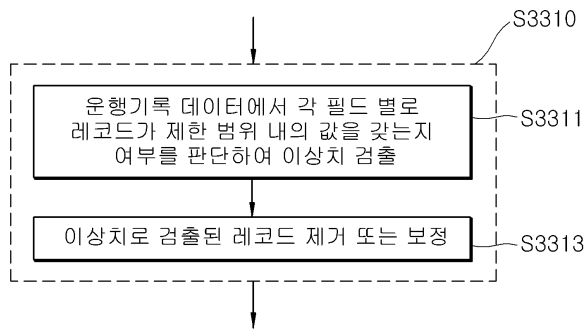 S3310
운행기록 데이터에서 각 필드 별로
레코드가 제한 범위 내의 값을 갖는지
여부를 판단하여 이상치 검출
S3311
이상치로 검출된 레코드 제거 또는 보정
S3313